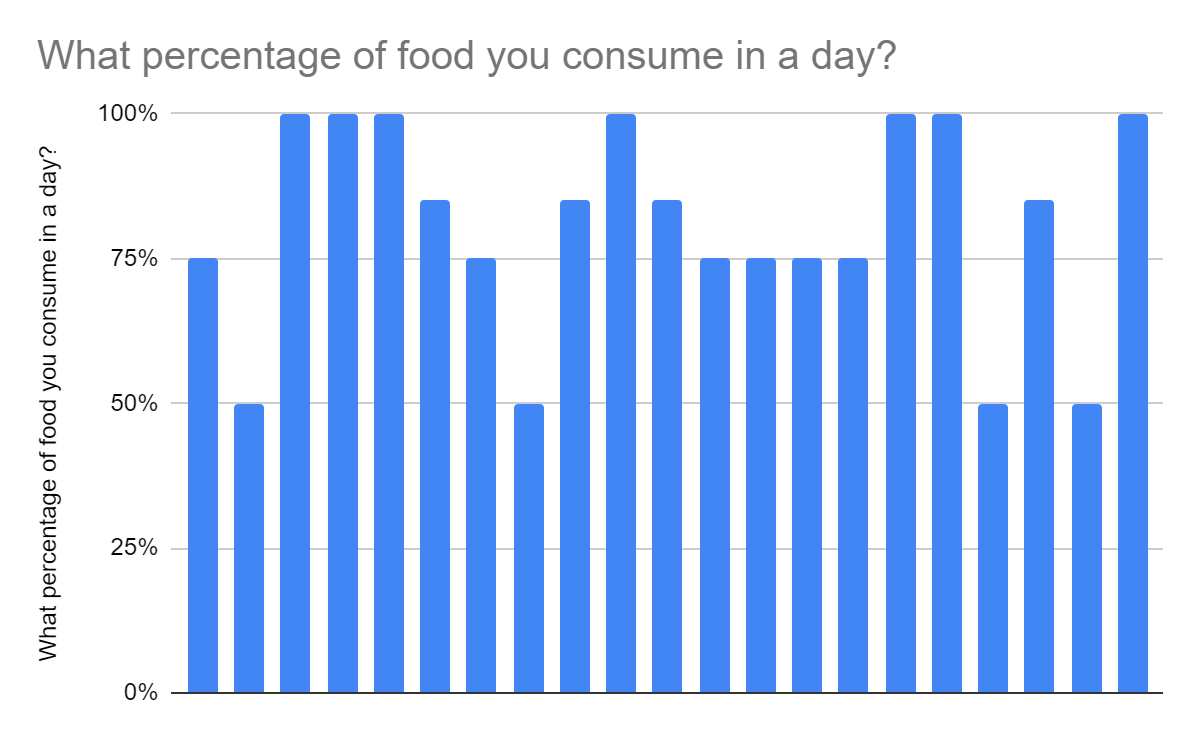 What percentage of food you consume in a day?
What percentage of food you consume in a day?
100%
75%
50%
25%
0%